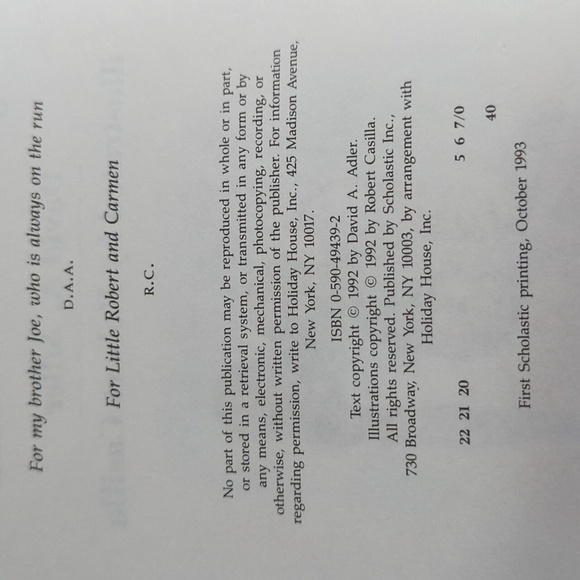 For my brother Joe, who is always on the run
D.A.A.
For Little Robert and Carmen
R.C.
No part of this publication may be reproduced in whole or in part,
or stored in a retrieval system, or transmitted in any form or by
any means, electronic, mechanical, photocopying, recording, or
otherwise, without written permission of the publisher. For information
regarding permission, write to Holiday House, Inc., 425 Madison Avenue,
New York, NY 10017.
ISBN 0-590-49439-2
Text copyright © 1992 by David A. Adler.
Illustrations copyright © 1992 by Robert Casilla.
All rights reserved. Published by Scholastic Inc.,
730 Broadway, New York, NY 10003, by arrangement with
Holiday House, Inc.
22 21 20 5 6 7/0
40
First Scholastic printing, October 1993